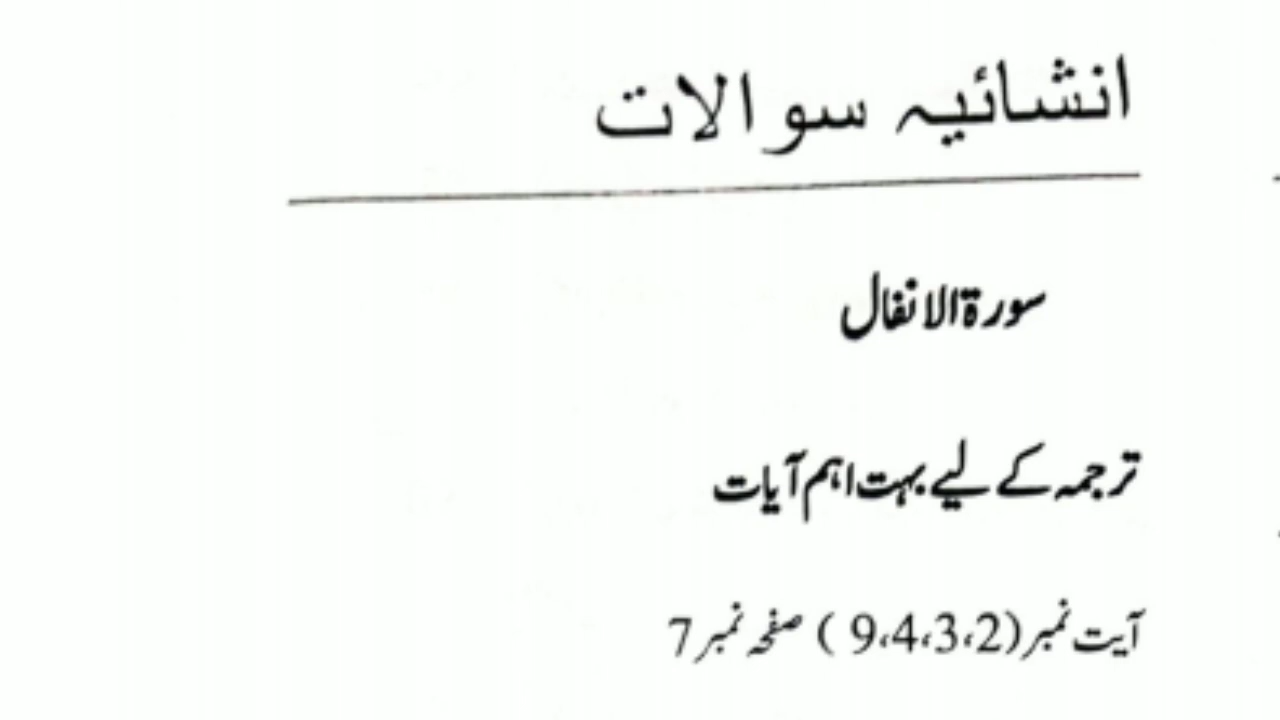 انشائیہ سوالات
سورۃ الانفال
ترجمہ کے لیے بہت اہم آیات
آیت نمبر (2،3،4،9) صفحہ نمبر 7